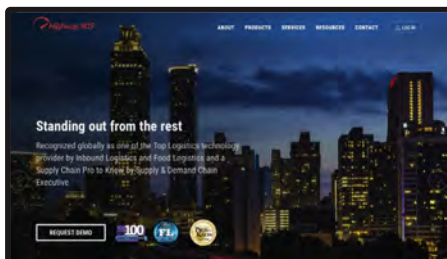 Highway 905
ABOUT PRODUCTS SERVICES RESOURCES CONTACT LOG IN
Standing out from the rest
Recognized globally as one of the Top Logistics technology
provider by Inbound Logistics and Food Logistics and a
Supply Chain Pro to Know by Supply & Demand Chain
Executive
REQUEST DEMO
100
FL